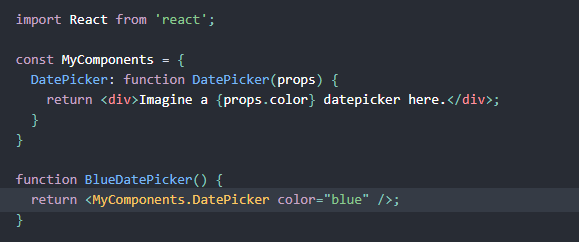 import React from 'react';

const MyComponents = {
  DatePicker: function DatePicker(props) {
    return <div>Imagine a {props.color} datepicker here.</div>;
  }
}

function BlueDatePicker() {
  return <MyComponents.DatePicker color="blue" />;
}